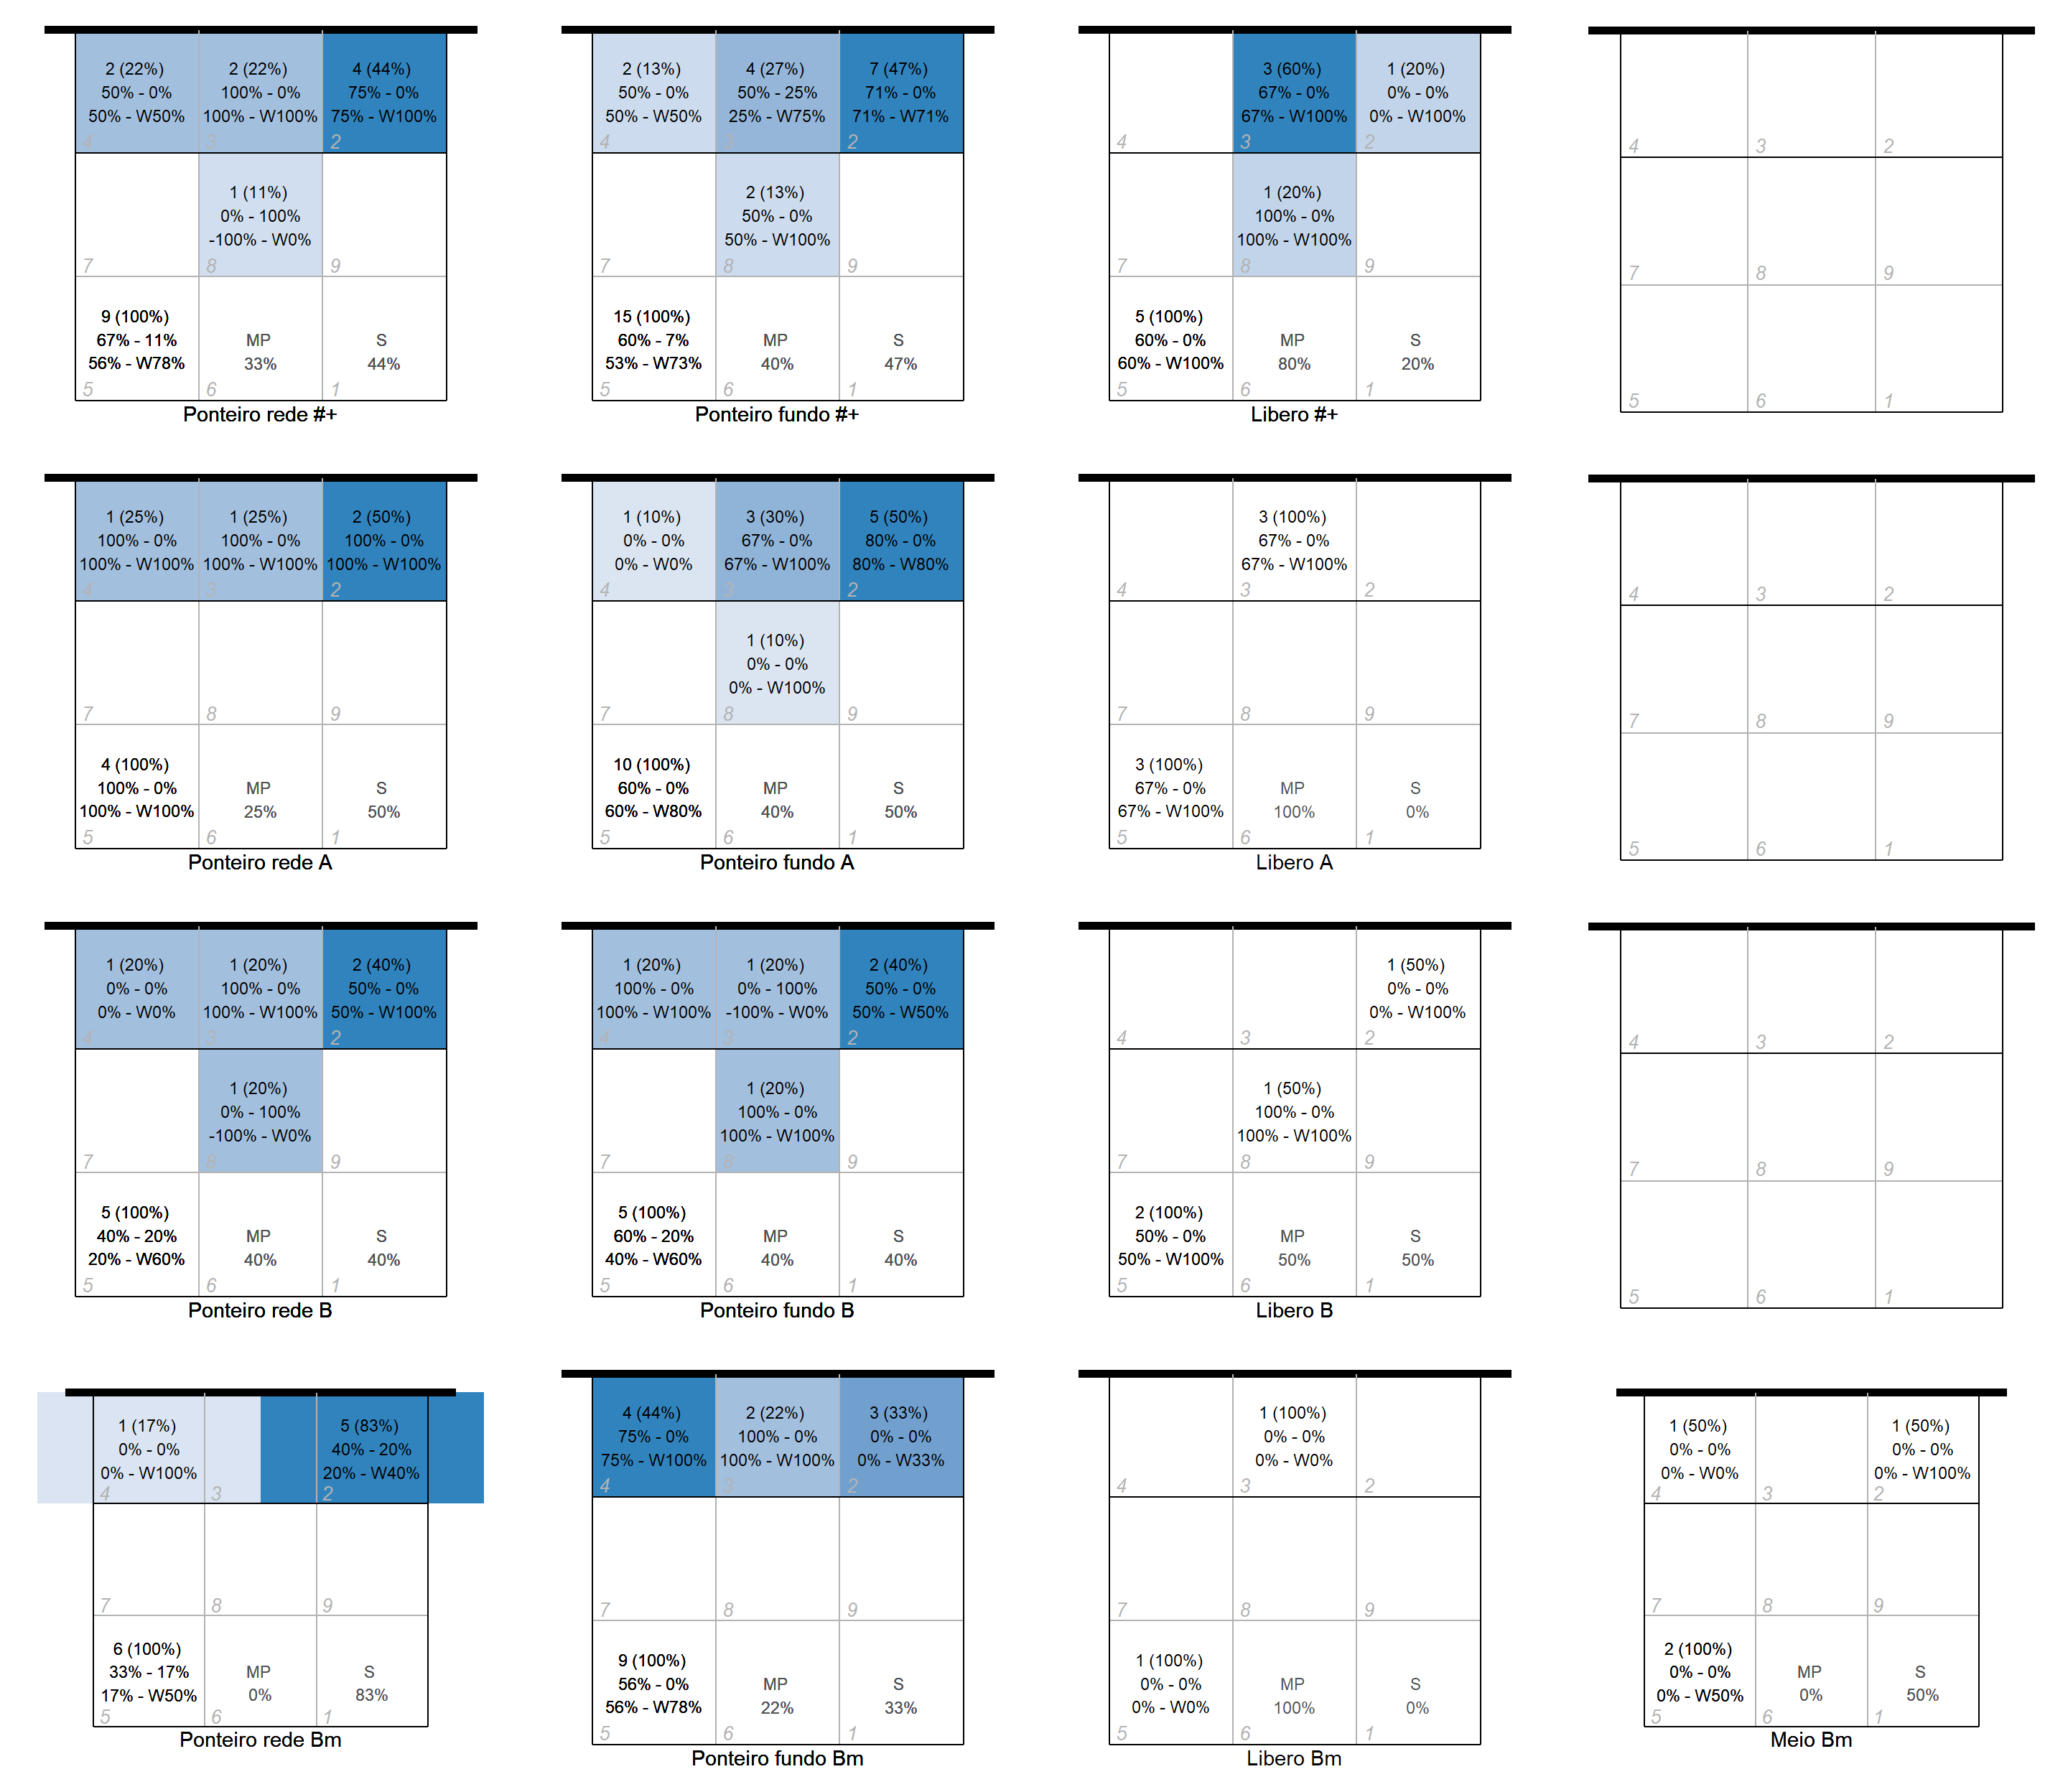 2 (22%)
50% - 0%
50% - W50%
4
2 (22%)
100% - 0%
100% - W100%
3
4 (44%)
75% - 0%
75% - W100%
2
7
1 (11%)
0% - 100%
-100% - W0%
8
9
9 (100%)
67% - 11%
56% - W78%
5
MP
33%
6
S
44%
1
Ponteiro rede #+
2 (13%)
50% - 0%
50% - W50%
4
4 (27%)
50% - 25%
25% - W75%
3
7 (47%)
71% - 0%
71% - W71%
2
7
2 (13%)
50% - 0%
50% - W100%
8
9
15 (100%)
60% - 7%
53% - W73%
5
MP
40%
6
S
47%
1
Ponteiro fundo #+
4
3 (60%)
67% - 0%
67% - W100%
3
1 (20%)
0% - 0%
0% - W100%
2
7
1 (20%)
100% - 0%
100% - W100%
8
9
5 (100%)
60% - 0%
60% - W100%
5
MP
80%
6
S
20%
1
Libero #+
4
3
2
7
8
9
5
6
1
1 (25%)
100% - 0%
100% - W100%
4
1 (25%)
100% - 0%
100% - W100%
3
2 (50%)
100% - 0%
100% - W100%
2
7
8
9
4 (100%)
100% - 0%
100% - W100%
5
MP
25%
6
S
50%
1
Ponteiro rede A
1 (10%)
0% - 0%
0% - W0%
4
3 (30%)
67% - 0%
67% - W100%
3
5 (50%)
80% - 0%
80% - W80%
2
7
1 (10%)
0% - 0%
0% - W100%
8
9
10 (100%)
60% - 0%
60% - W80%
5
MP
40%
6
S
50%
1
Ponteiro fundo A
4
3 (100%)
67% - 0%
67% - W100%
3
2
7
8
9
3 (100%)
67% - 0%
67% - W100%
5
MP
100%
6
S
0%
1
Libero A
4
3
2
7
8
9
5
6
1
1 (20%)
0% - 0%
0% - W0%
4
1 (20%)
100% - 0%
100% - W100%
3
2 (40%)
50% - 0%
50% - W100%
2
7
1 (20%)
0% - 100%
-100% - W0%
8
9
5 (100%)
40% - 20%
20% - W60%
5
MP
40%
6
S
40%
1
Ponteiro rede B
1 (20%)
100% - 0%
100% - W100%
4
1 (20%)
0% - 100%
-100% - W0%
3
2 (40%)
50% - 0%
50% - W50%
2
7
1 (20%)
100% - 0%
100% - W100%
8
9
5 (100%)
60% - 20%
40% - W60%
5
MP
40%
6
S
40%
1
Ponteiro fundo B
4
3
1 (50%)
0% - 0%
0% - W100%
2
7
1 (50%)
100% - 0%
100% - W100%
8
9
2 (100%)
50% - 0%
50% - W100%
5
MP
50%
6
S
50%
1
Libero B
4
3
2
7
8
9
5
6
1
1 (17%)
0% - 0%
0% - W100%
4
3
5 (83%)
40% - 20%
20% - W40%
2
7
8
9
6 (100%)
33% - 17%
17% - W50%
5
MP
0%
6
S
83%
1
Ponteiro rede Bm
4 (44%)
75% - 0%
75% - W100%
4
2 (22%)
100% - 0%
100% - W100%
3
3 (33%)
0% - 0%
0% - W33%
2
7
8
9
9 (100%)
56% - 0%
56% - W78%
5
MP
22%
6
S
33%
1
Ponteiro fundo Bm
4
1 (100%)
0% - 0%
0% - W0%
3
2
7
8
9
1 (100%)
0% - 0%
0% - W0%
5
MP
100%
6
S
0%
1
Libero Bm
1 (50%)
0% - 0%
0% - W0%
4
3
1 (50%)
0% - 0%
0% - W100%
2
7
8
9
2 (100%)
0% - 0%
0% - W50%
5
MP
0%
6
S
50%
1
Meio Bm